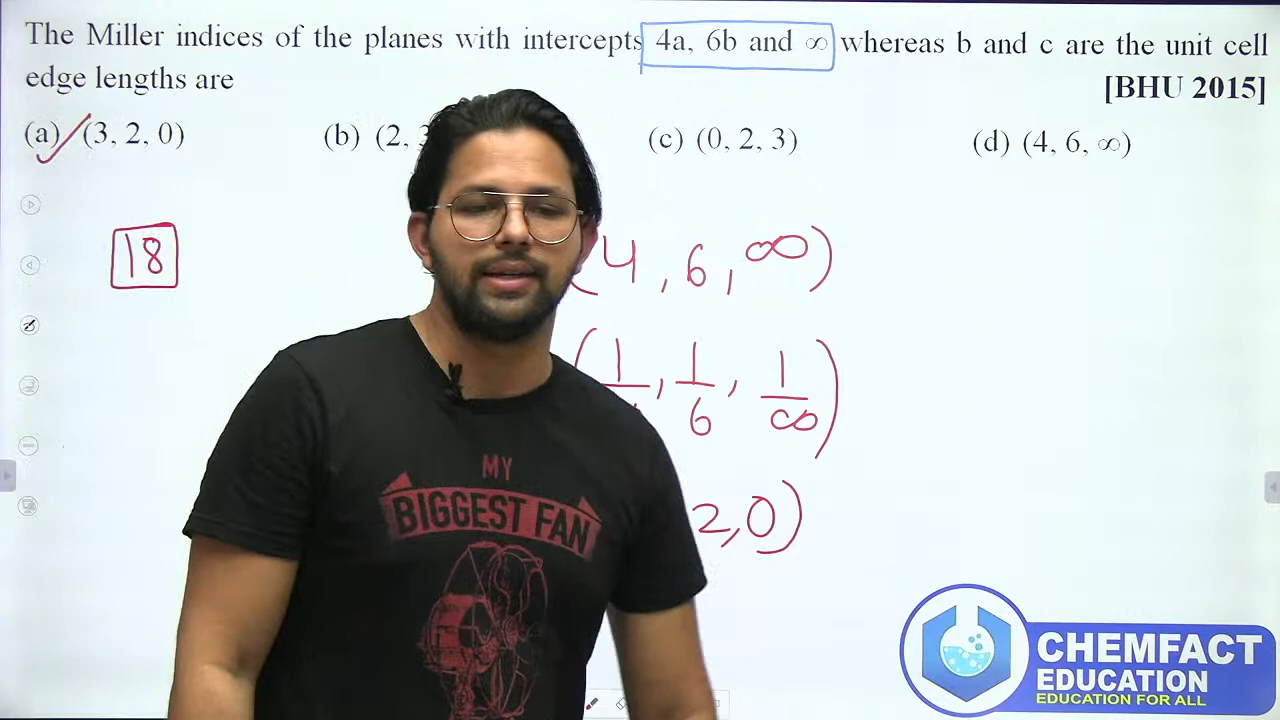 The Miller indices of the planes with intercepts 4a, 6b and ∞ whereas b and c are the unit cell
edge lengths are [BHU 2015]
(a) (3, 2, 0) (b) (2, (c) (0, 2, 3) (d) (4, 6, ∞)
18
(4, 6, ∞)
(1 , 1/6, 1/∞)
2, 0)
MY
BIGGEST FAN
CHEMFACT
EDUCATION
EDUCATION FOR ALL